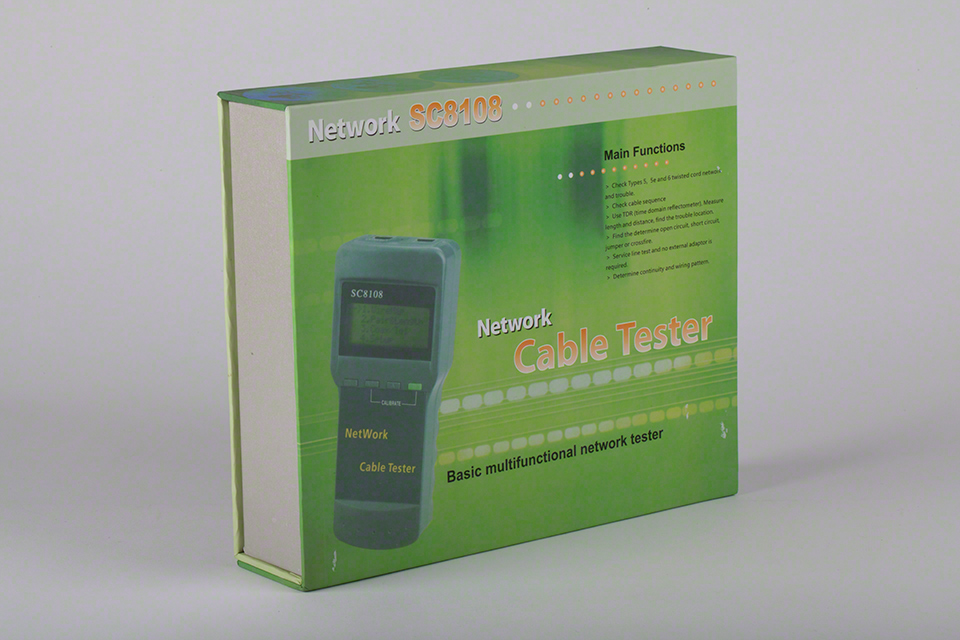 Network SC8108
Main Functions
> Check Types 5, 5e and 6 twisted cord network
and trouble.
> Check cable sequence
> Use TDR (time domain reflectometer). Measure
length and distance, find the trouble location.
> Find the determine open circuit, short circuit,
jumper or crossfire.
> Service line test and no external adaptor is
required.
> Determine continuity and wiring pattern.
SC8108
Network
Cable Tester
CALIBRATE
NetWork
Cable Tester
Basic multifunctional network tester